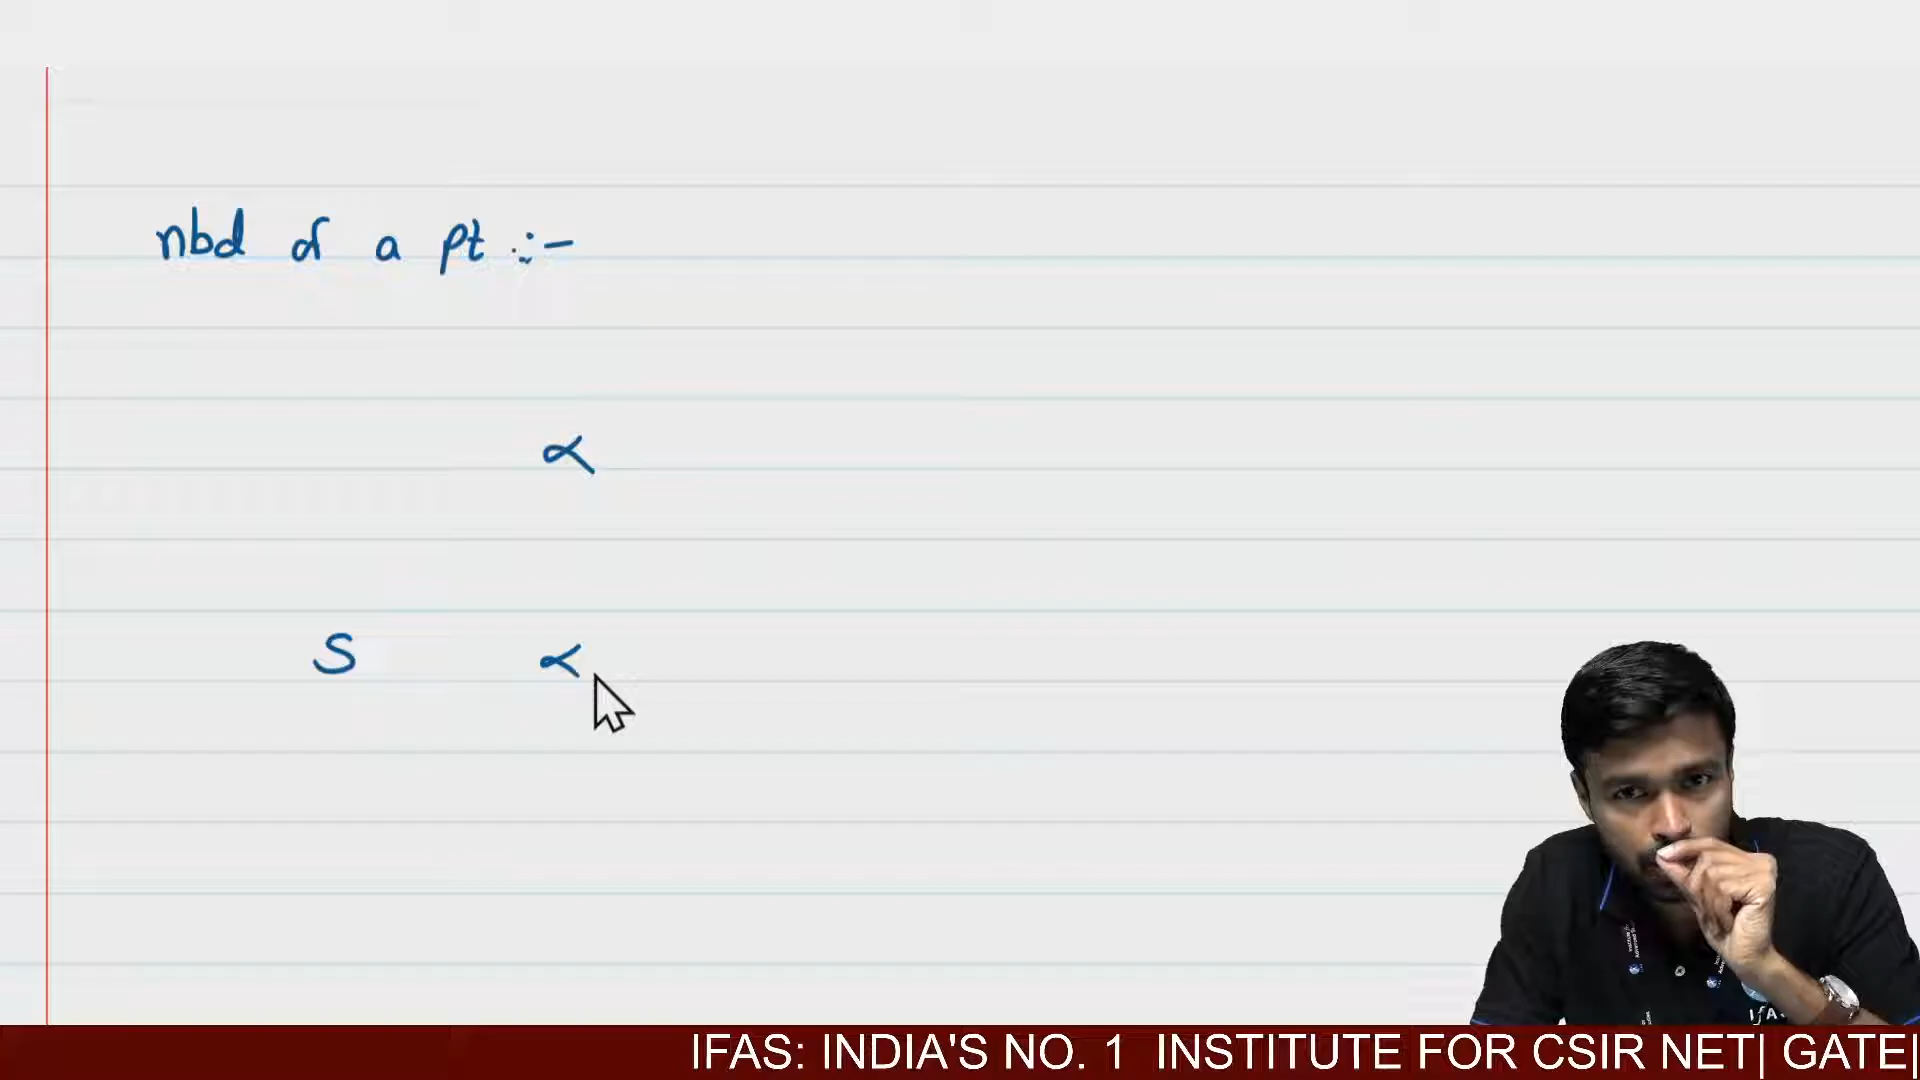 nbd of a pt :-
α
S α
IFAS: INDIA'S NO. 1 INSTITUTE FOR CSIR NET| GATE|